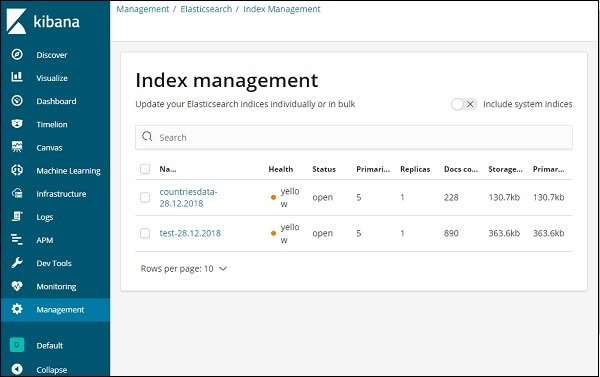 kibana
Discover
Visualize
Dashboard
Timelion
Canvas
Machine Learning
Infrastructure
Logs
APM
Dev Tools
Monitoring
Management
D Default
Collapse
Management / Elasticsearch / Index Management
Index management
Update your Elasticsearch indices individually or in bulk
Include system indices
Search
Na... Health Status Primari... Replicas Docs co... Storage... Primar...
countriesdata- yello open 5 1 228 130.7kb 130.7kb
28.12.2018 w
test-28.12.2018 yello open 5 1 890 363.6kb 363.6kb
w
Rows per page: 10